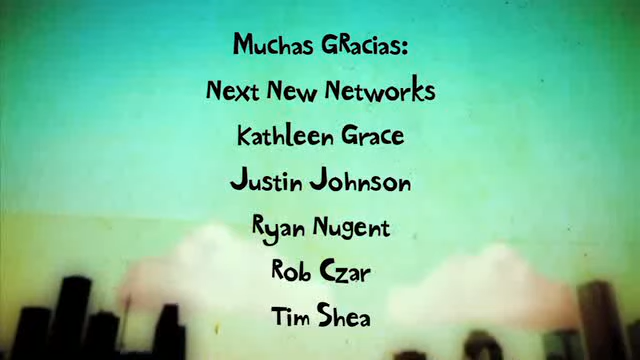 Muchas Gracias:
Next New Networks
Kathleen Grace
Justin Johnson
Ryan Nugent
Rob Czar
Tim Shea